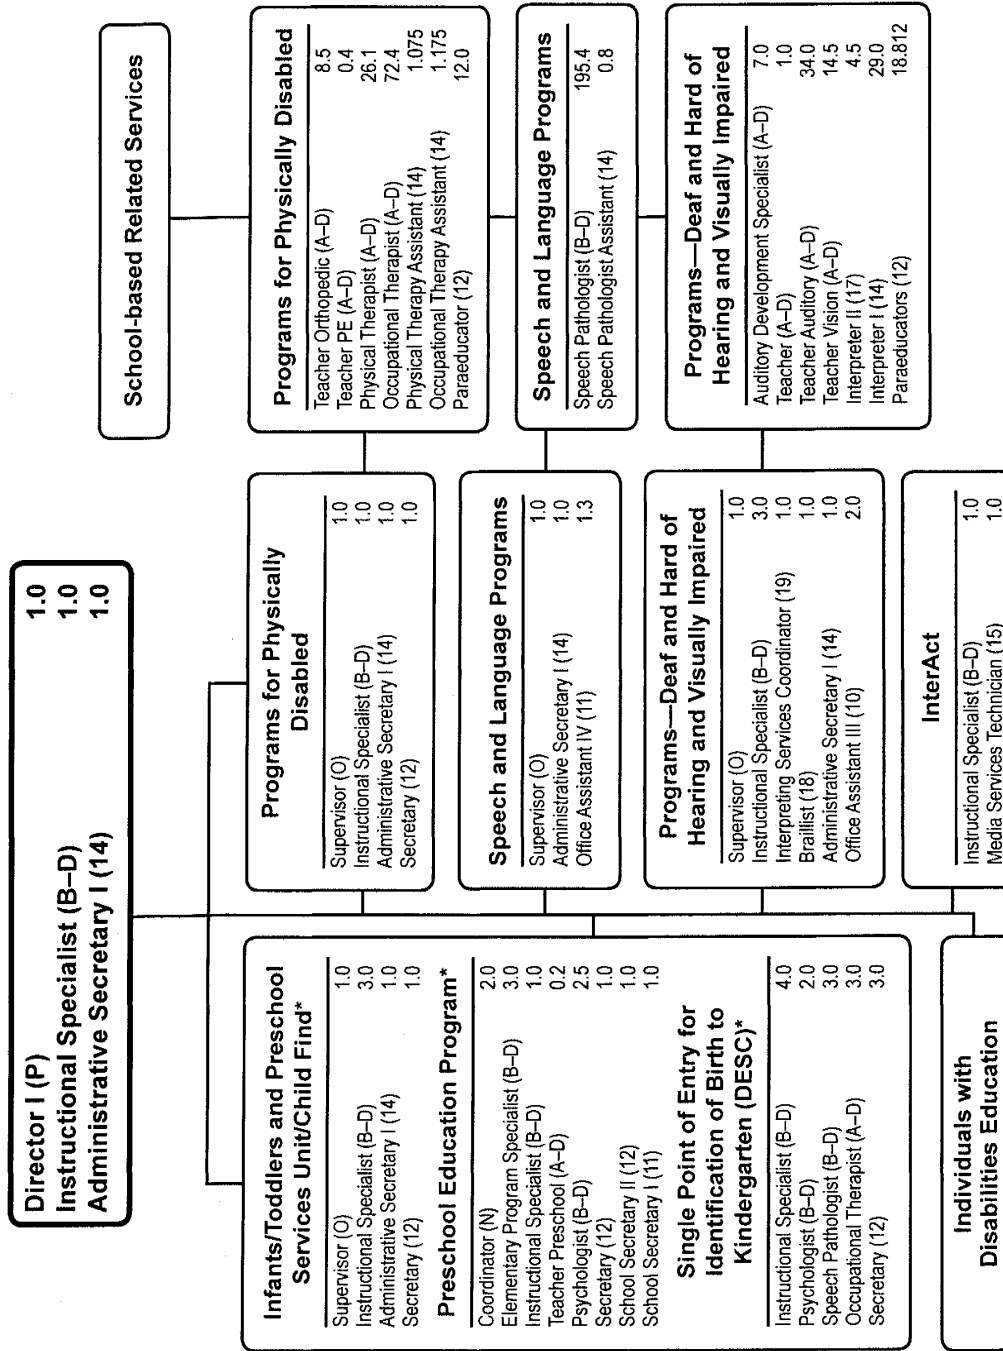 Director I (P) 1.0
Instructional Specialist (B–D) 1.0
Administrative Secretary I (14) 1.0
Infants/Toddlers and Preschool
Services Unit/Child Find*
Supervisor (O) 1.0
Instructional Specialist (B–D) 3.0
Administrative Secretary I (14) 1.0
Secretary (12) 1.0
Preschool Education Program*
Coordinator (N) 2.0
Elementary Program Specialist (B–D) 3.0
Instructional Specialist (B–D) 1.0
Teacher Preschool (A–D) 0.2
Psychologist (B–D) 2.5
Secretary (12) 1.0
School Secretary II (12) 1.0
School Secretary I (11) 1.0
Single Point of Entry for
Identification of Birth to
Kindergarten (DESC)*
Instructional Specialist (B–D) 4.0
Psychologist (B–D) 2.0
Speech Pathologist (B–D) 3.0
Occupational Therapist (A–D) 3.0
Secretary (12) 3.0
Individuals with
Disabilities Education
Programs for Physically
Disabled
Supervisor (O) 1.0
Instructional Specialist (B–D) 1.0
Administrative Secretary I (14) 1.0
Secretary (12) 1.0
Speech and Language Programs
Supervisor (O) 1.0
Administrative Secretary I (14) 1.0
Office Assistant IV (11) 1.3
Programs—Deaf and Hard of
Hearing and Visually Impaired
Supervisor (O) 1.0
Instructional Specialist (B–D) 3.0
Interpreting Services Coordinator (19) 1.0
Braillist (18) 1.0
Administrative Secretary I (14) 1.0
Office Assistant III (10) 2.0
InterAct
Instructional Specialist (B–D) 1.0
Media Services Technician (15) 1.0
School-based Related Services
Programs for Physically Disabled
Teacher Orthopedic (A–D) 8.5
Teacher PE (A–D) 0.4
Physical Therapist (A–D) 26.1
Occupational Therapist (A–D) 72.4
Physical Therapy Assistant (14) 1.075
Occupational Therapy Assistant (14) 1.175
Paraeducator (12) 12.0
Speech and Language Programs
Speech Pathologist (B–D) 195.4
Speech Pathologist Assistant (14) 0.8
Programs—Deaf and Hard of
Hearing and Visually Impaired
Auditory Development Specialist (A–D) 7.0
Teacher (A–D) 1.0
Teacher Auditory (A–D) 34.0
Teacher Vision (A–D) 14.5
Interpreter II (17) 4.5
Interpreter I (14) 29.0
Paraeducators (12) 18.812